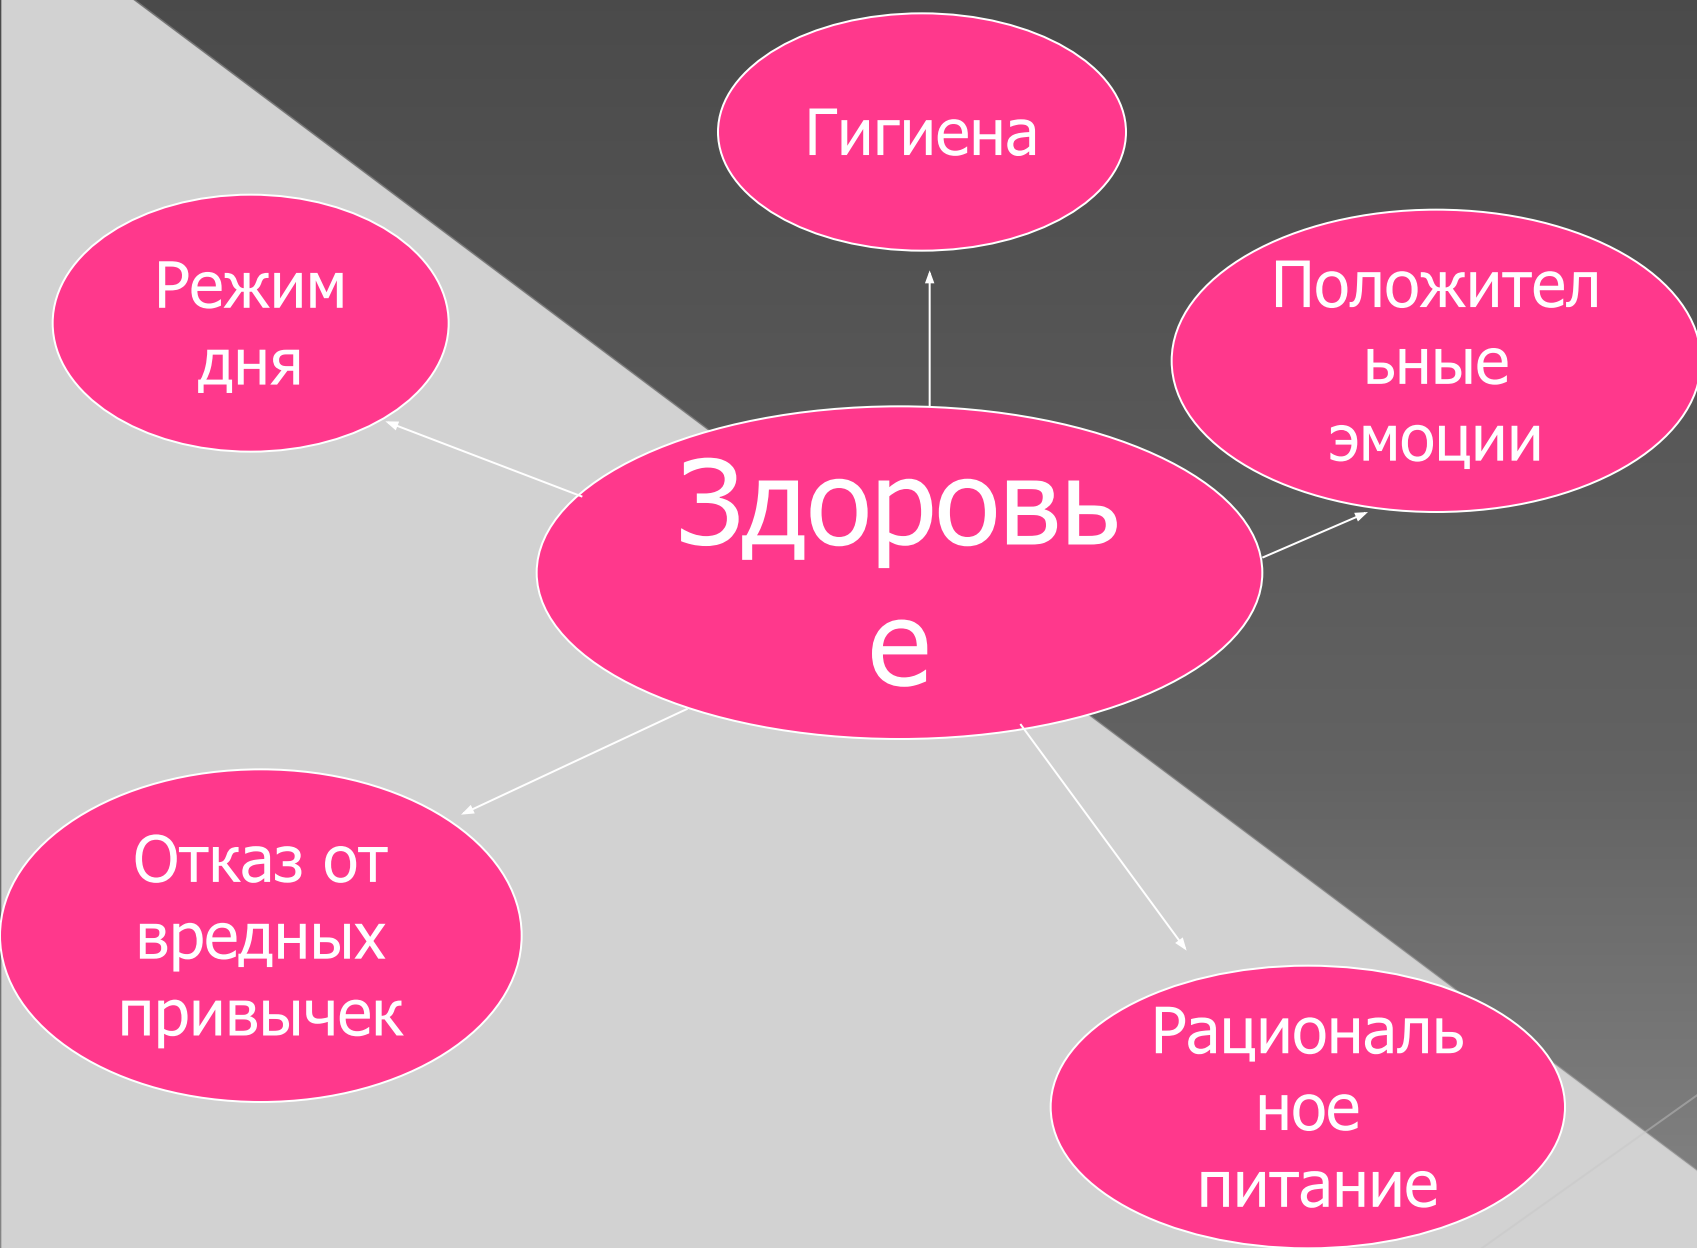 Гигиена
Режим
дня
Положител
ьные
эмоции
Здоровь
е
Отказ от
вредных
привычек
Рациональ
ное
питание